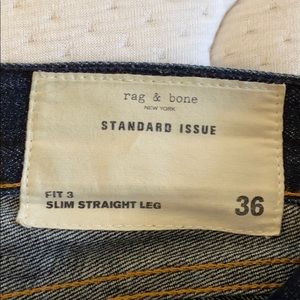 rag & bone
NEW YORK
STANDARD ISSUE
FIT 3
SLIM STRAIGHT LEG
36